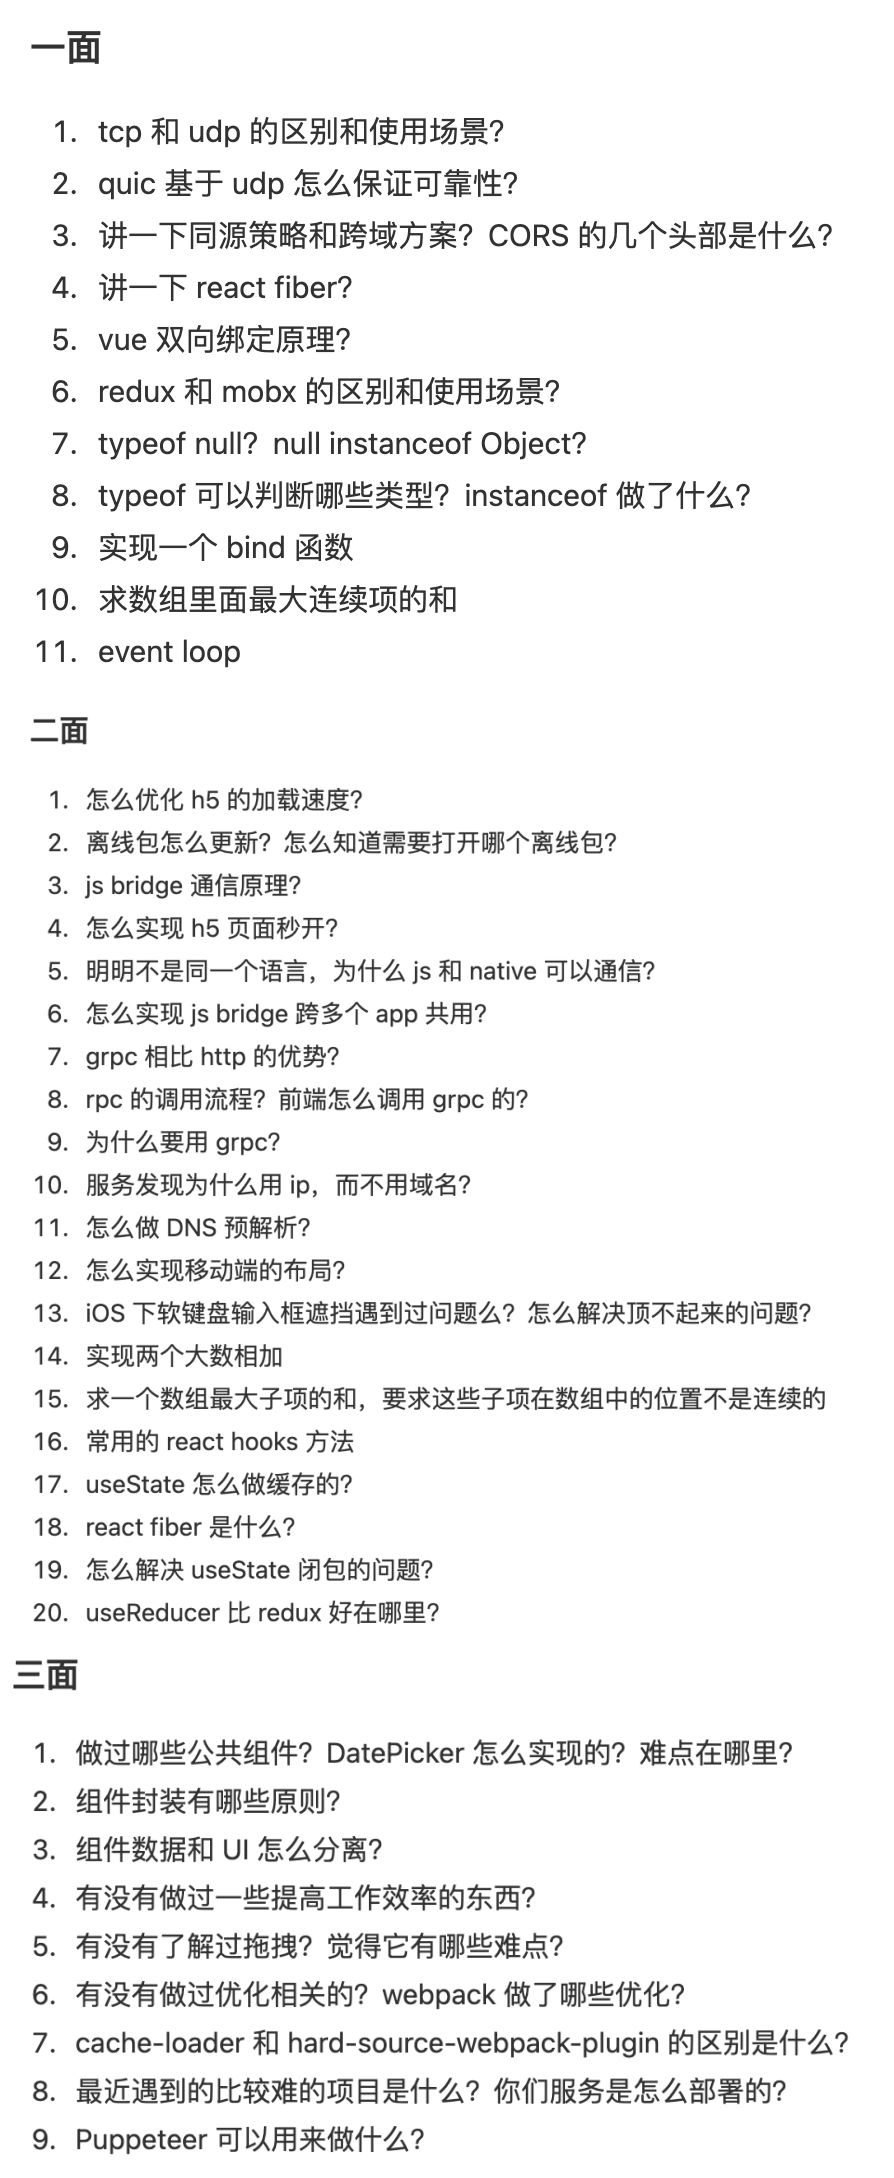 一面
1. tcp 和 udp 的区别和使用场景？
2. quic 基于 udp 怎么保证可靠性？
3. 讲一下同源策略和跨域方案？CORS 的几个头部是什么？
4. 讲一下 react fiber？
5. vue 双向绑定原理？
6. redux 和 mobx 的区别和使用场景？
7. typeof null？null instanceof Object？
8. typeof 可以判断哪些类型？instanceof 做了什么？
9. 实现一个 bind 函数
10. 求数组里面最大连续项的和
11. event loop
二面
1. 怎么优化 h5 的加载速度？
2. 离线包怎么更新？怎么知道需要打开哪个离线包？
3. js bridge 通信原理？
4. 怎么实现 h5 页面秒开？
5. 明明不是同一个语言，为什么 js 和 native 可以通信？
6. 怎么实现 js bridge 跨多个 app 共用？
7. grpc 相比 http 的优势？
8. rpc 的调用流程？前端怎么调用 grpc 的？
9. 为什么要用 grpc？
10. 服务发现为什么用 ip，而不用域名？
11. 怎么做 DNS 预解析？
12. 怎么实现移动端的布局？
13. iOS 下软键盘输入框遮挡遇到过问题么？怎么解决顶不起来的问题？
14. 实现两个大数相加
15. 求一个数组最大子项的和，要求这些子项在数组中的位置不是连续的
16. 常用的 react hooks 方法
17. useState 怎么做缓存的？
18. react fiber 是什么？
19. 怎么解决 useState 闭包的问题？
20. useReducer 比 redux 好在哪里？
三面
1. 做过哪些公共组件？DatePicker 怎么实现的？难点在哪里？
2. 组件封装有哪些原则？
3. 组件数据和 UI 怎么分离？
4. 有没有做过一些提高工作效率的东西？
5. 有没有了解过拖拽？觉得它有哪些难点？
6. 有没有做过优化相关的？webpack 做了哪些优化？
7. cache-loader 和 hard-source-webpack-plugin 的区别是什么？
8. 最近遇到的比较难的项目是什么？你们服务是怎么部署的？
9. Puppeteer 可以用来做什么？